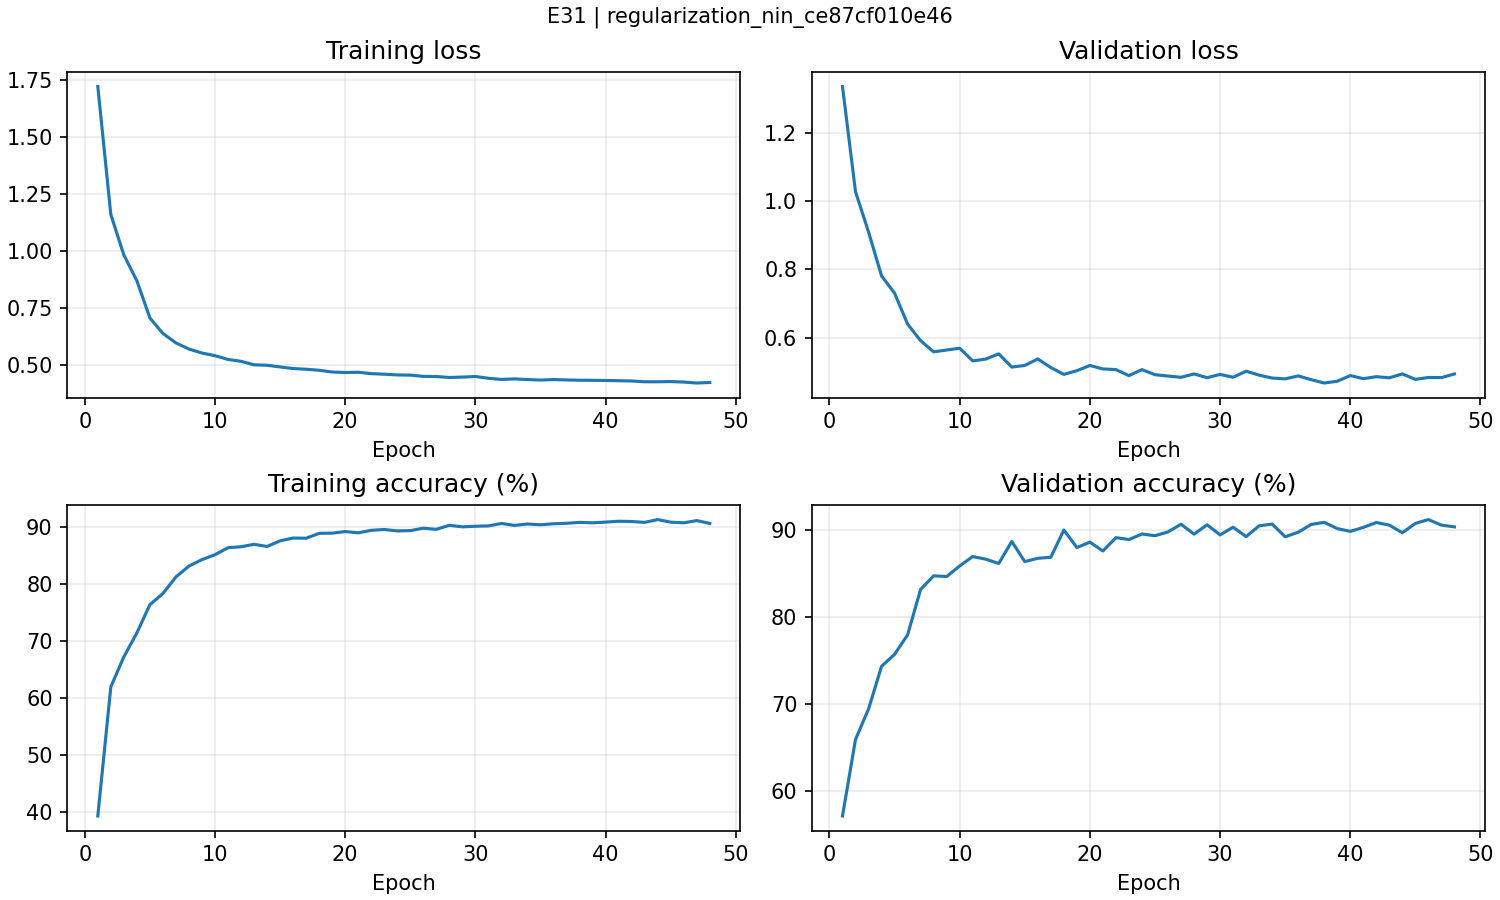 E31 | regularization_nin_ce87cf010e46
Training loss
1.75
1.50
1.25
1.00
0.75
0.50
0 10 20 30 40 50
Epoch
Validation loss
1.2
1.0
0.8
0.6
0 10 20 30 40 50
Epoch
Training accuracy (%)
90
80
70
60
50
40
0 10 20 30 40 50
Epoch
Validation accuracy (%)
90
80
70
60
0 10 20 30 40 50
Epoch